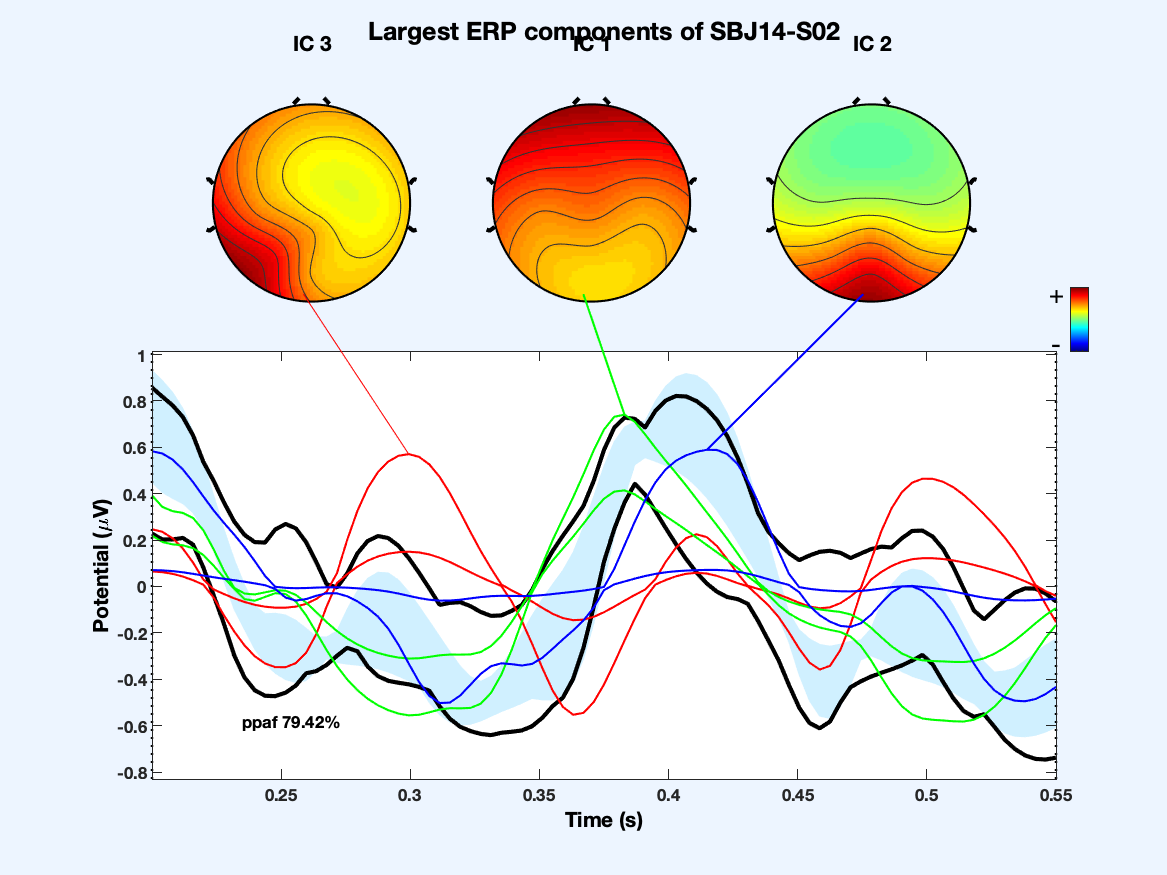 Largest ERP components of SBJ14-S02
IC 3
IC 1
IC 2
+
-
1
0.8
0.6
0.4
0.2
0
-0.2
-0.4
-0.6
-0.8
Potential (μV)
ppaf 79.42%
0.25
0.3
0.35
0.4
0.45
0.5
0.55
Time (s)